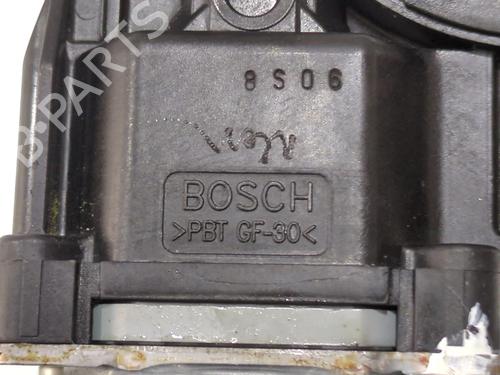 8S06
BOSCH
>PBT GF-30<
B-PARTS